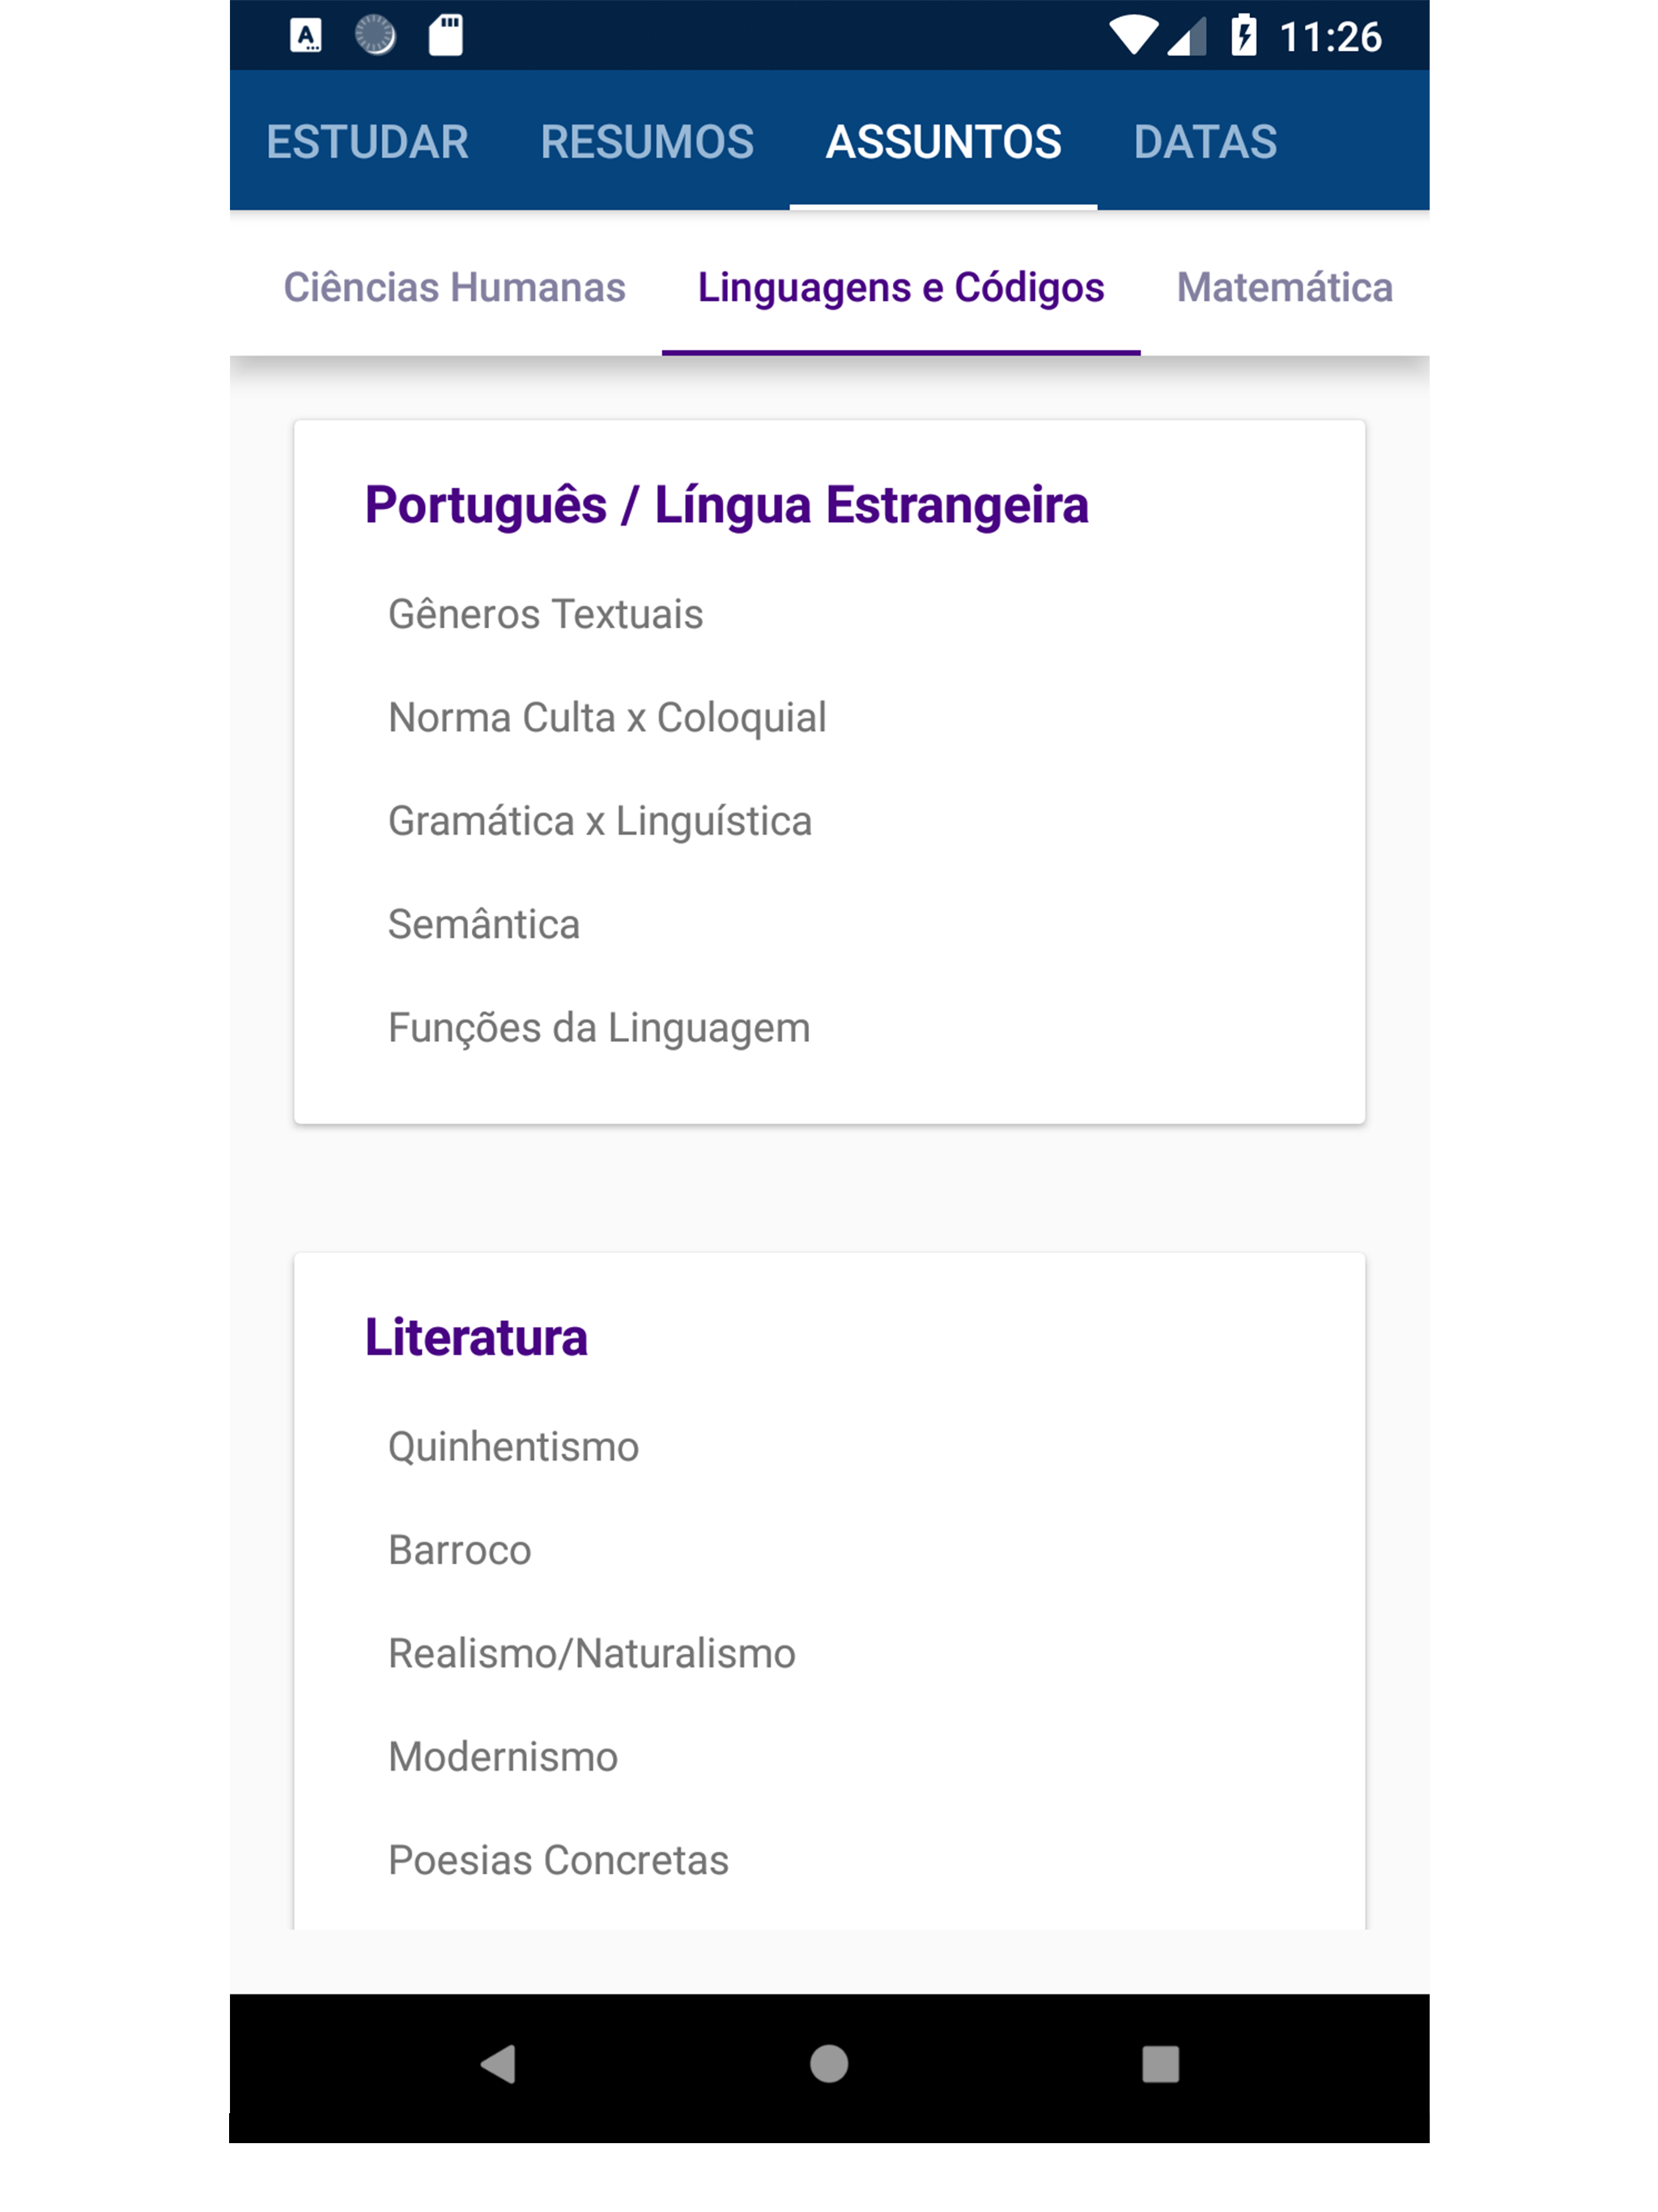 11:26
ESTUDAR RESUMOS ASSUNTOS DATAS
Ciências Humanas Linguagens e Códigos Matemática
Português / Língua Estrangeira
Gêneros Textuais
Norma Culta x Coloquial
Gramática x Linguística
Semântica
Funções da Linguagem
Literatura
Quinhentismo
Barroco
Realismo/Naturalismo
Modernismo
Poesias Concretas